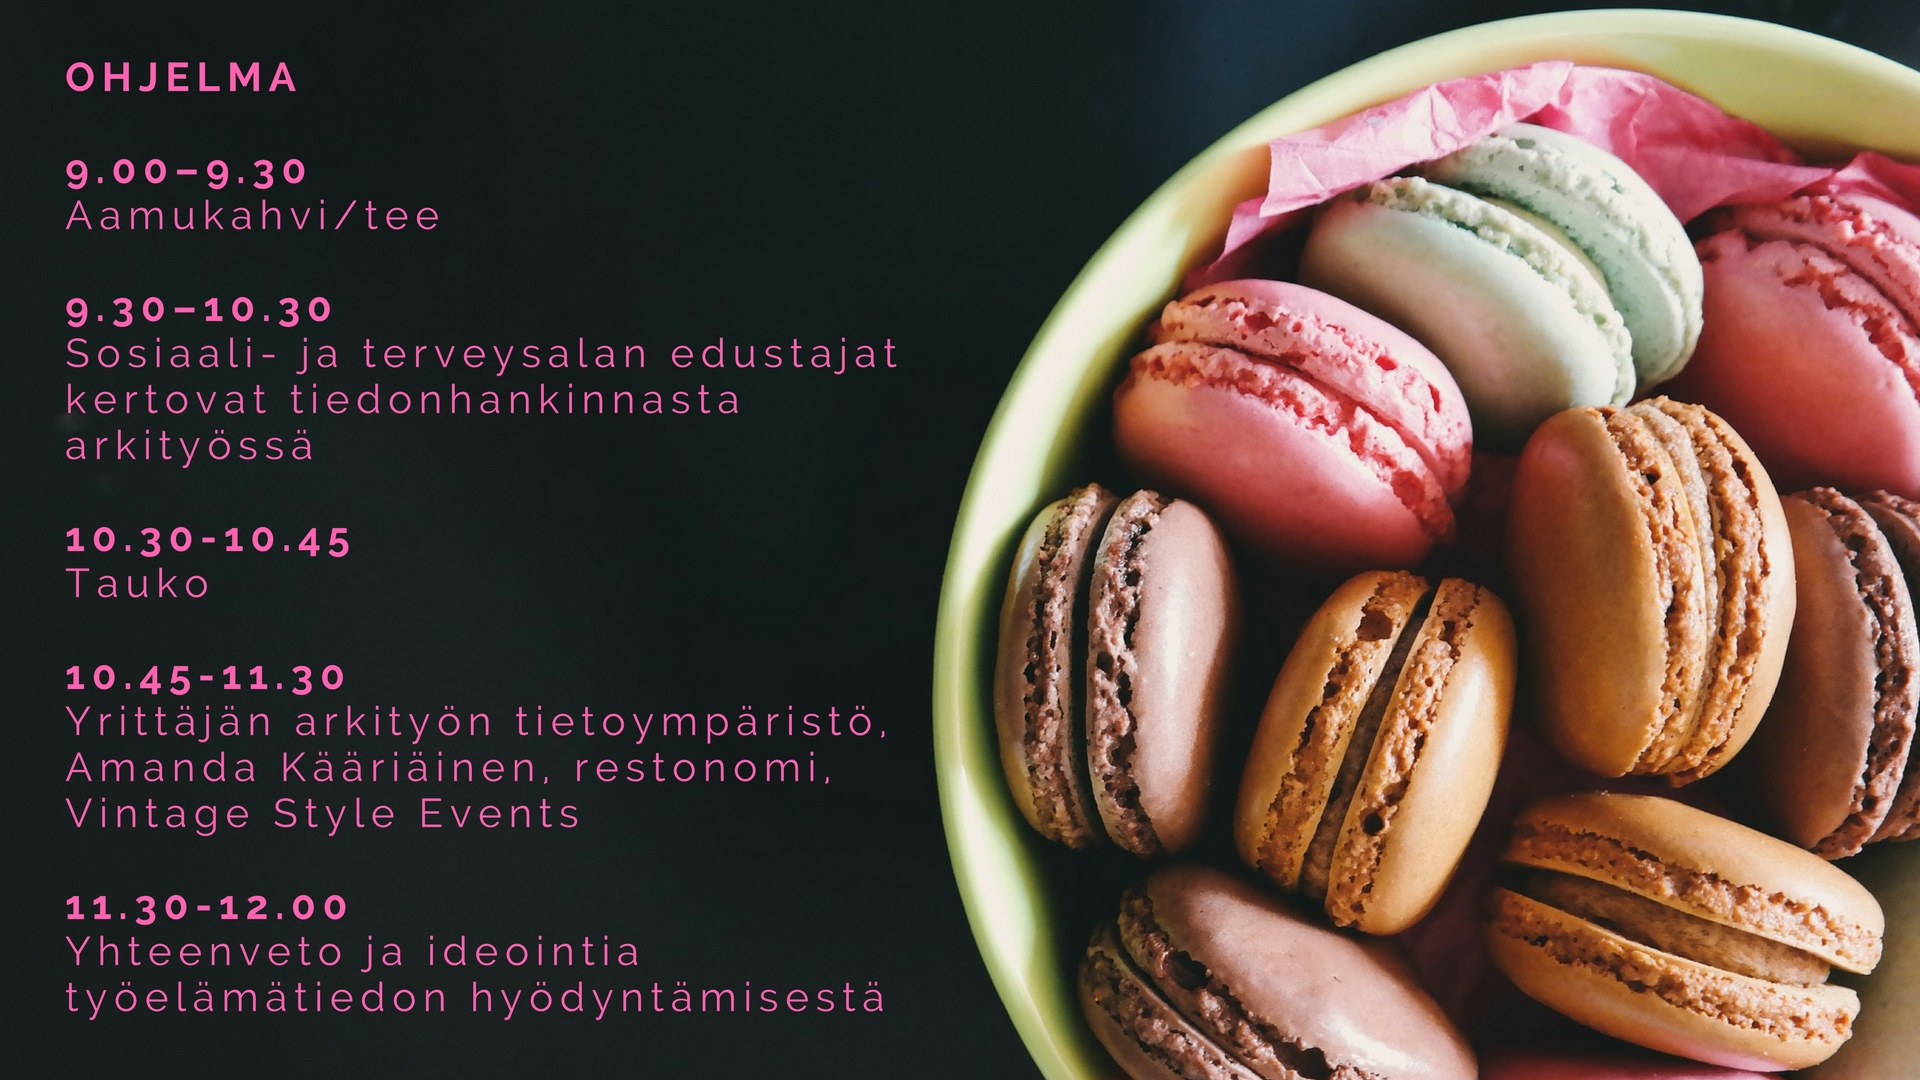 OHJELMA
9.00–9.30
Aamukahvi/tee
9.30–10.30
Sosiaali- ja terveysalan edustajat
kertovat tiedonhankinnasta
arkityössä
10.30-10.45
Tauko
10.45-11.30
Yrittäjän arkityön tietoympäristö,
Amanda Kääriäinen, restonomi,
Vintage Style Events
11.30-12.00
Yhteenveto ja ideointia
työelämätiedon hyödyntämisestä